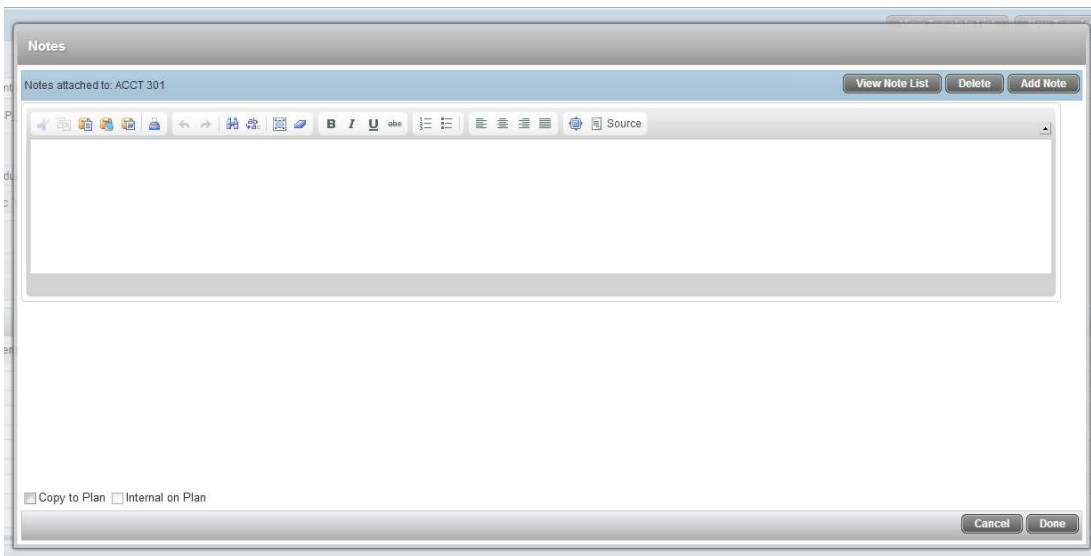 Notes
Notes attached to: ACCT 301
View Note List Delete Add Note
B I U abc Source
Copy to Plan Internal on Plan
Cancel Done